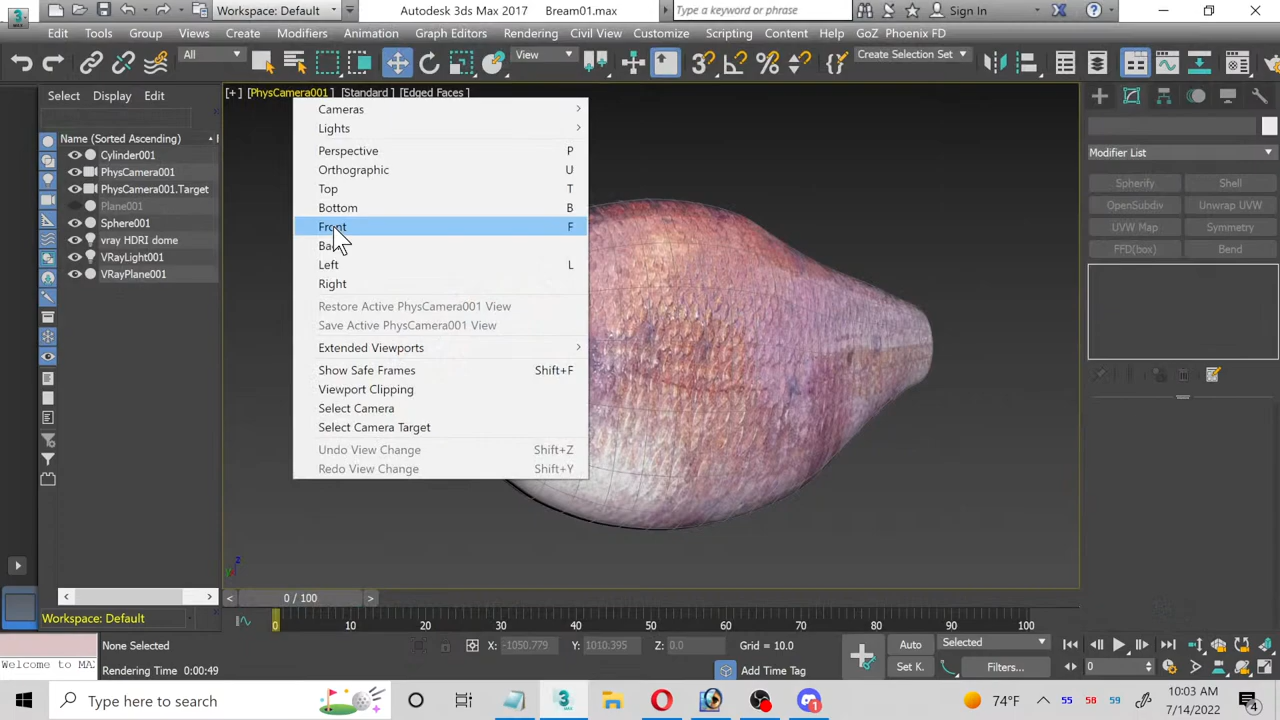 Workspace: Default
Autodesk 3ds Max 2017 Bream01.max
Type a keyword or phrase
Sign In
Edit Tools Group Views Create Modifiers Animation Graph Editors Rendering Civil View Customize Scripting Content Help GoZ Phoenix FD
All
View
Create Selection Set
Select Display Edit
[+] [PhysCamera001] [Standard] [Edged Faces]
Name (Sorted Ascending)
Cylinder001
PhysCamera001
PhysCamera001.Target
Plane001
Sphere001
vray HDRI dome
VRayLight001
VRayPlane001
Cameras
Lights
Perspective P
Orthographic U
Top T
Bottom B
Front F
Left L
Right
Restore Active PhysCamera001 View
Save Active PhysCamera001 View
Extended Viewports
Show Safe Frames Shift+F
Viewport Clipping
Select Camera
Select Camera Target
Undo View Change Shift+Z
Redo View Change Shift+Y
Modifier List
Spherify Shell
OpenSubdiv Unwrap UVW
UVW Map Symmetry
FFD(box) Bend
z
0 / 100
Workspace: Default
0 10 20 30 40 50 60 70 80 90 100
None Selected
X: -1050.779 Y: 1010.395 Z: 0.0 Grid = 10.0
Auto Selected
Welcome to
Rendering Time 0:00:49
Add Time Tag
Set K. Filters... 0
Type here to search
74°F
55 58 59
10:03 AM
7/14/2022
4
1